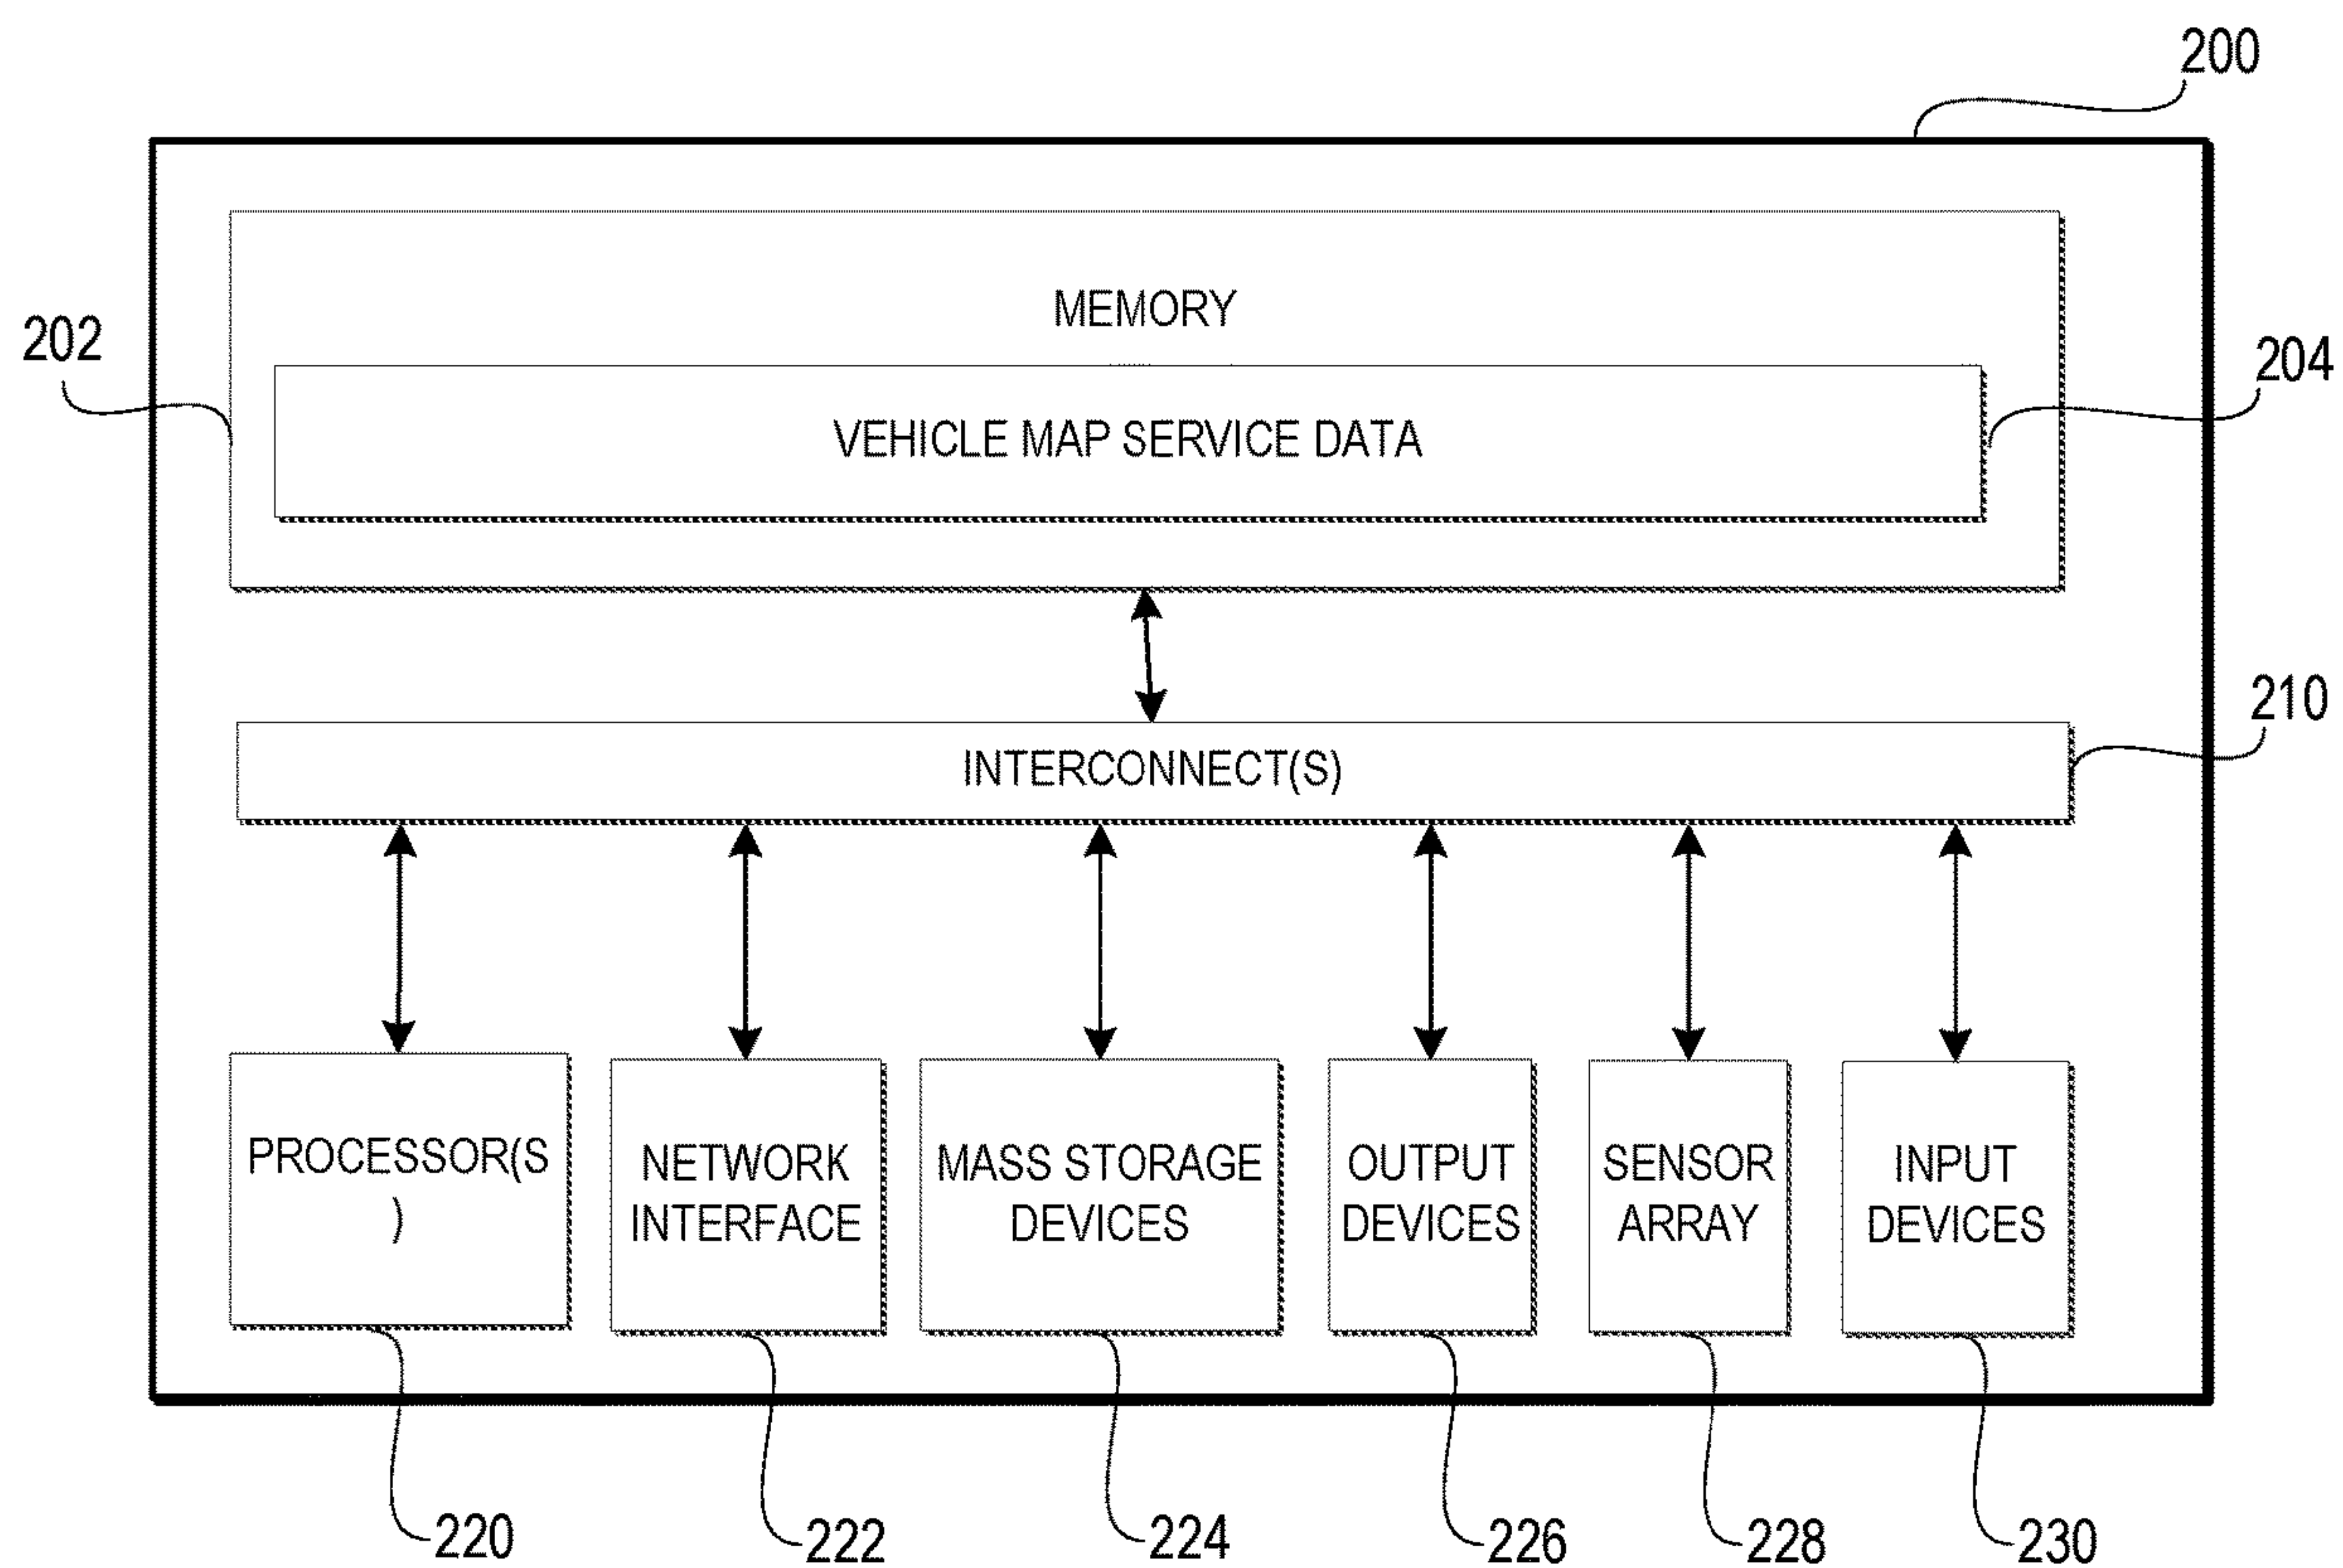 200
MEMORY
202
204
VEHICLE MAP SERVICE DATA
210
INTERCONNECT(S)
PROCESSOR(S
)
NETWORK
INTERFACE
MASS STORAGE
DEVICES
OUTPUT
DEVICES
SENSOR
ARRAY
INPUT
DEVICES
220
222
224
226
228
230